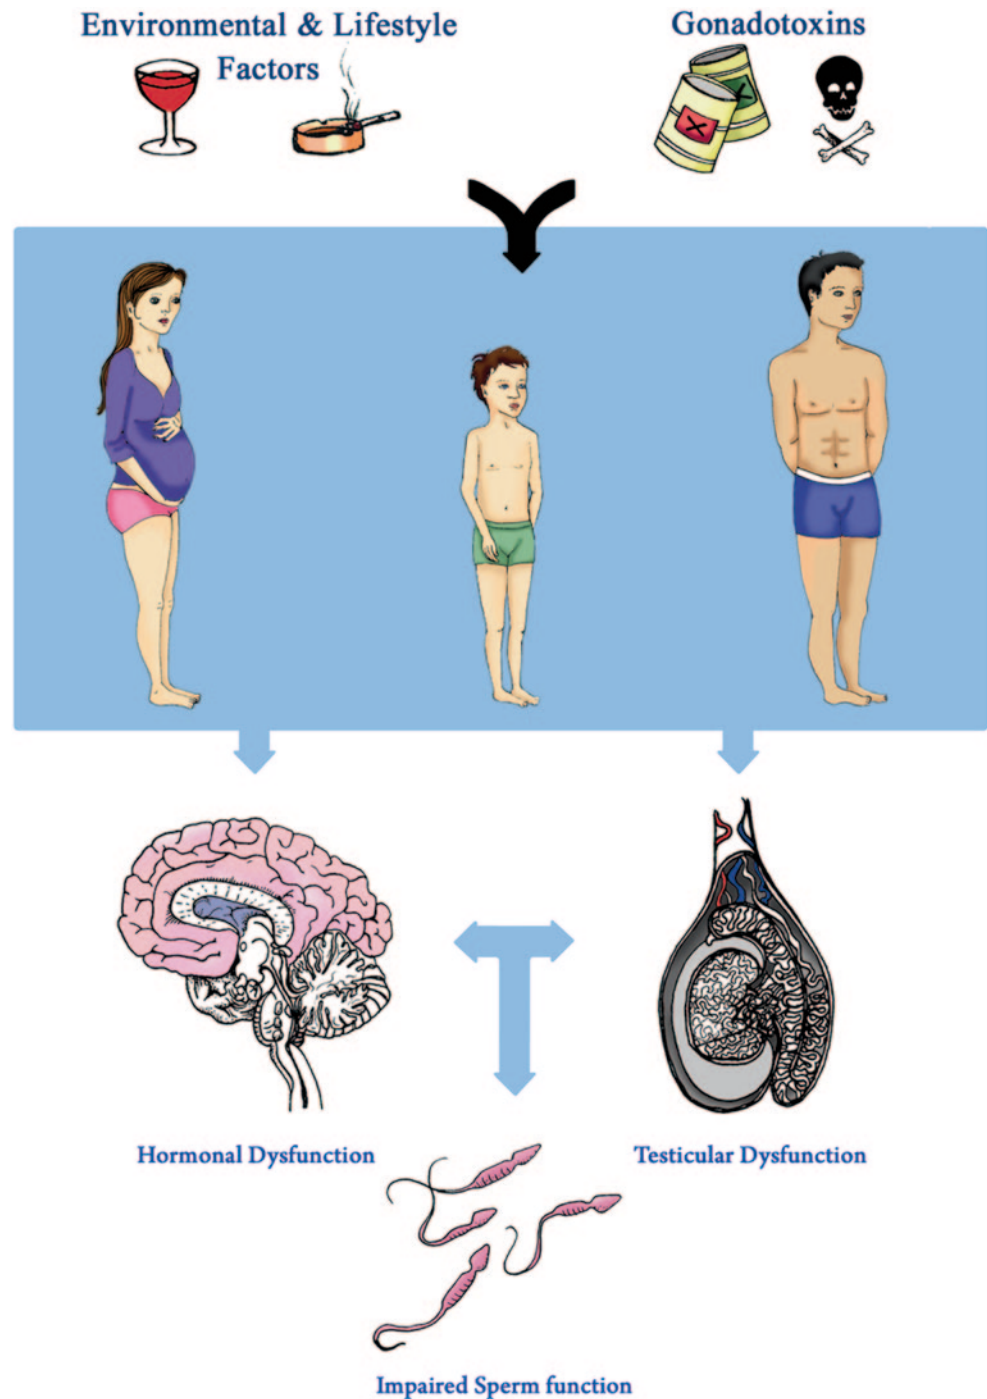 Environmental & Lifestyle
Factors
Gonadotoxins
Hormonal Dysfunction
Testicular Dysfunction
Impaired Sperm function